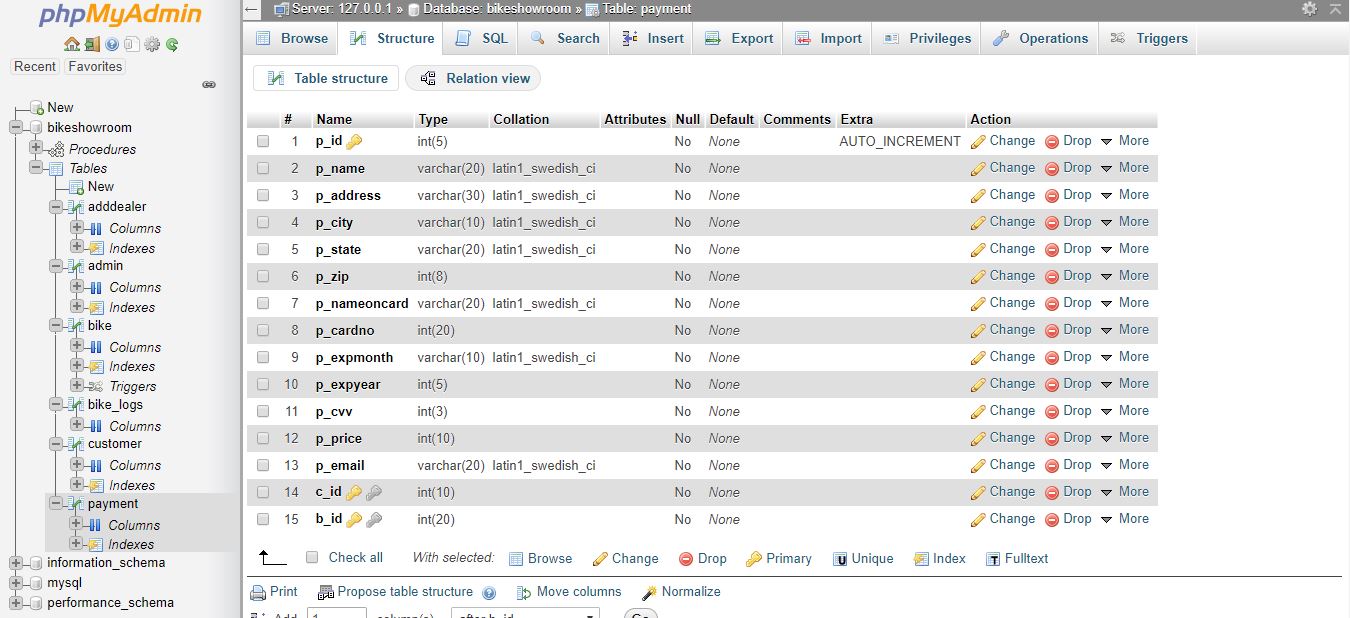 phpMyAdmin
Recent Favorites
New
bikeshowroom
Procedures
Tables
New
adddealer
Columns
Indexes
admin
Columns
Indexes
bike
Columns
Indexes
Triggers
bike_logs
Columns
customer
Columns
Indexes
payment
Columns
Indexes
information_schema
mysql
performance_schema
Server: 127.0.0.1 » Database: bikeshowroom » Table: payment
Browse Structure SQL Search Insert Export Import Privileges Operations Triggers
Table structure Relation view
# Name Type Collation Attributes Null Default Comments Extra Action
1 p_id int(5) No None AUTO_INCREMENT Change Drop More
2 p_name varchar(20) latin1_swedish_ci No None Change Drop More
3 p_address varchar(30) latin1_swedish_ci No None Change Drop More
4 p_city varchar(10) latin1_swedish_ci No None Change Drop More
5 p_state varchar(20) latin1_swedish_ci No None Change Drop More
6 p_zip int(8) No None Change Drop More
7 p_nameoncard varchar(20) latin1_swedish_ci No None Change Drop More
8 p_cardno int(20) No None Change Drop More
9 p_expmonth varchar(10) latin1_swedish_ci No None Change Drop More
10 p_expyear int(5) No None Change Drop More
11 p_cvv int(3) No None Change Drop More
12 p_price int(10) No None Change Drop More
13 p_email varchar(20) latin1_swedish_ci No None Change Drop More
14 c_id int(10) No None Change Drop More
15 b_id int(20) No None Change Drop More
Check all With selected: Browse Change Drop Primary Unique Index Fulltext
Print Propose table structure Move columns Normalize
Add 1 column(s) after b_id Go